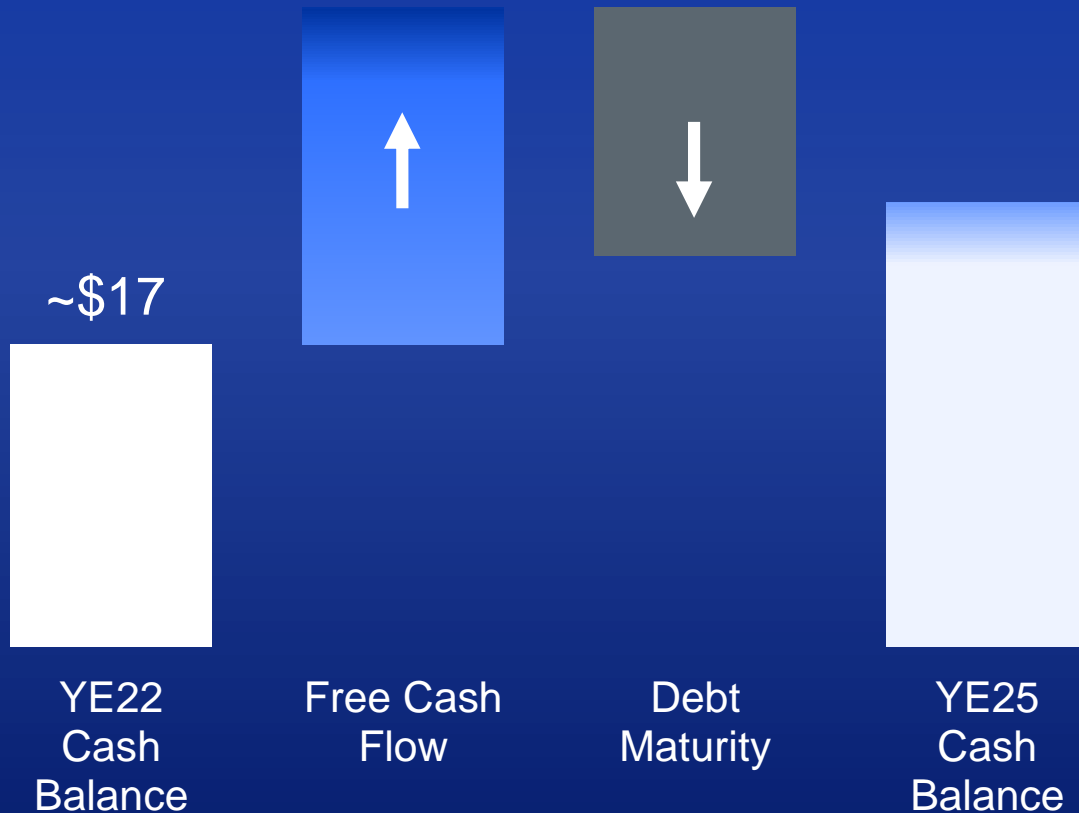 ~$17
YE22
Cash
Balance
Free Cash
Flow
Debt
Maturity
YE25
Cash
Balance